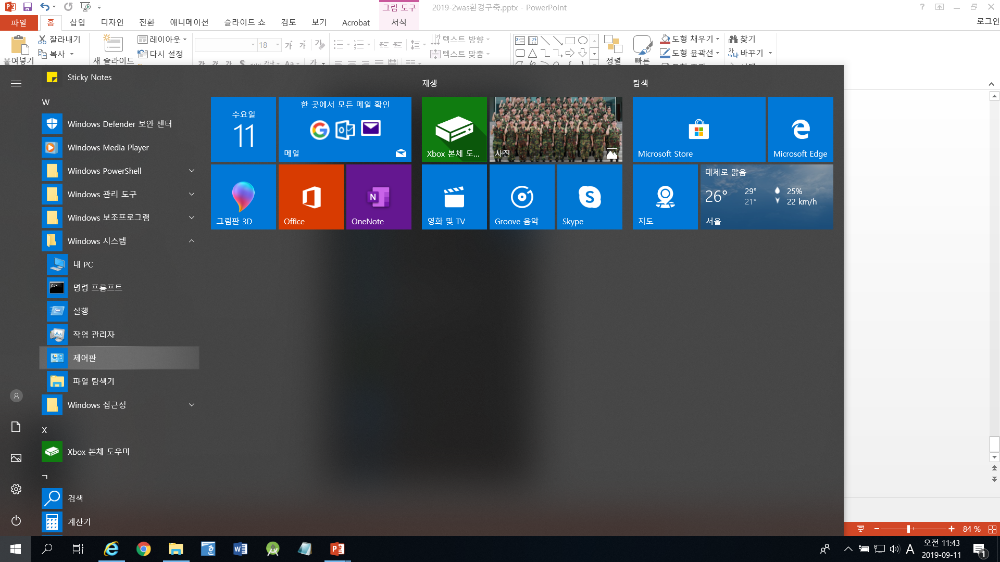 2019-2was환경구축.pptx - PowerPoint
그림 도구
로그인
파일
홈
삽입
디자인
전환
애니메이션
슬라이드 쇼
검토
보기
Acrobat
서식
붙여넣기
잘라내기
복사
새 슬라이드
레이아웃
다시 설정
18
텍스트 방향
텍스트 맞춤
정렬
빠른
도형 채우기
도형 윤곽선
찾기
바꾸기
Sticky Notes
W
Windows Defender 보안 센터
Windows Media Player
Windows PowerShell
Windows 관리 도구
Windows 보조프로그램
Windows 시스템
내 PC
명령 프롬프트
실행
작업 관리자
제어판
파일 탐색기
Windows 접근성
X
Xbox 본체 도우미
ㄱ
검색
계산기
수요일
11
한 곳에서 모든 메일 확인
메일
그림판 3D
Office
OneNote
재생
Xbox 본체 도...
사진
영화 및 TV
Groove 음악
Skype
탐색
Microsoft Store
Microsoft Edge
지도
대체로 맑음
26° 29° 25%
21° 22 km/h
서울
84 %
A
오전 11:43
2019-09-11
1